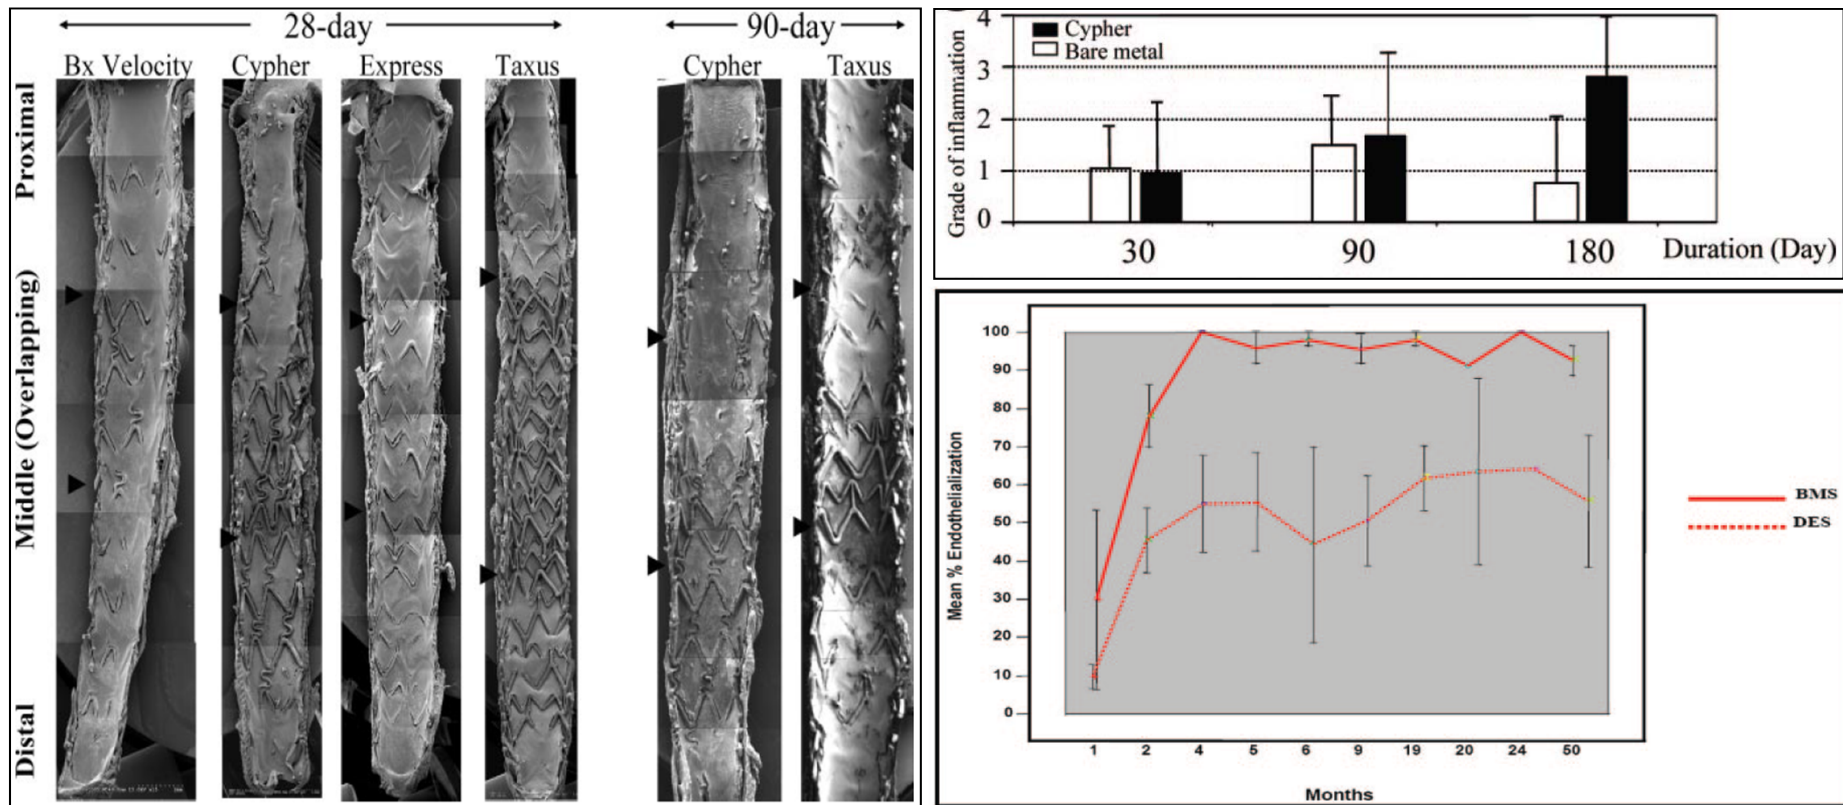 28-day
90-day
Bx Velocity
Cypher
Express
Taxus
Cypher
Taxus
Proximal
Middle (Overlapping)
Distal
Grade of inflammation
4
3
2
1
0
Cypher
Bare metal
30
90
180
Duration (Day)
Mean % Endothelialization
100
90
80
70
60
50
40
30
20
10
0
1
2
4
5
6
9
19
20
24
50
Months
BMS
DES